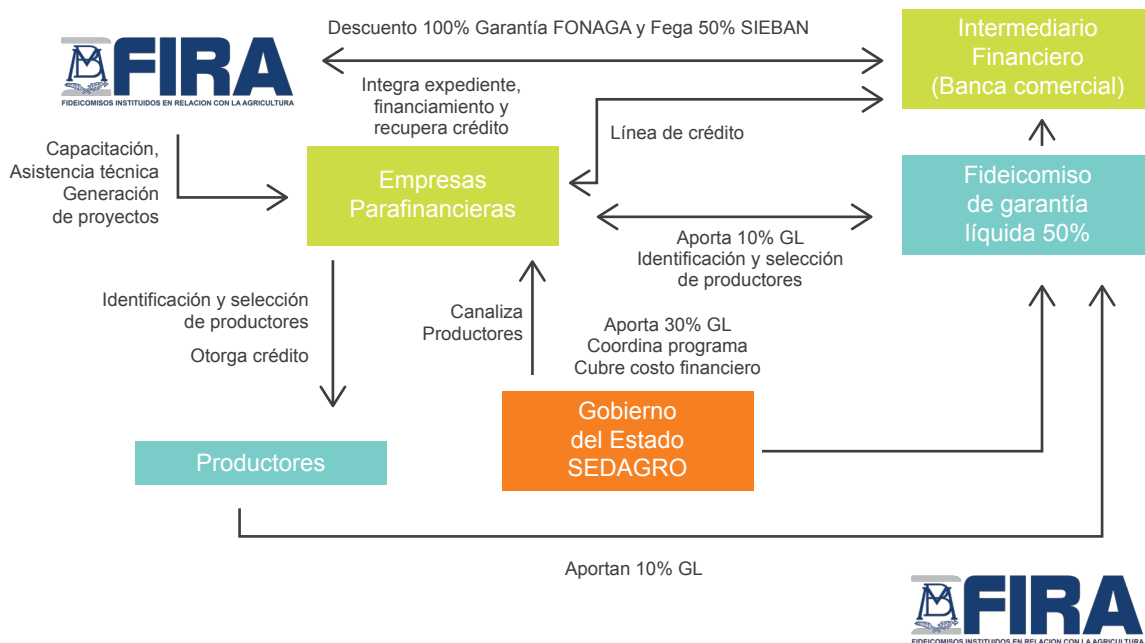 Descuento 100% Garantía FONAGA y Fega 50% SIEBAN
FIRA
FIDEICOMISOS INSTITUIDOS EN RELACION CON LA AGRICULTURA
Intermediario
Financiero
(Banca comercial)
Integra expediente,
financiamiento y
recupera crédito
Línea de crédito
Capacitación,
Asistencia técnica
Generación
de proyectos
Empresas
Parafinancieras
Fideicomiso
de garantía
líquida 50%
Aporta 10% GL
Identificación y selección
de productores
Identificación y selección
de productores
Otorga crédito
Canaliza
Productores
Aporta 30% GL
Coordina programa
Cubre costo financiero
Gobierno
del Estado
SEDAGRO
Productores
Aportan 10% GL
FIRA
FIDEICOMISOS INSTITUIDOS EN RELACION CON LA AGRICULTURA